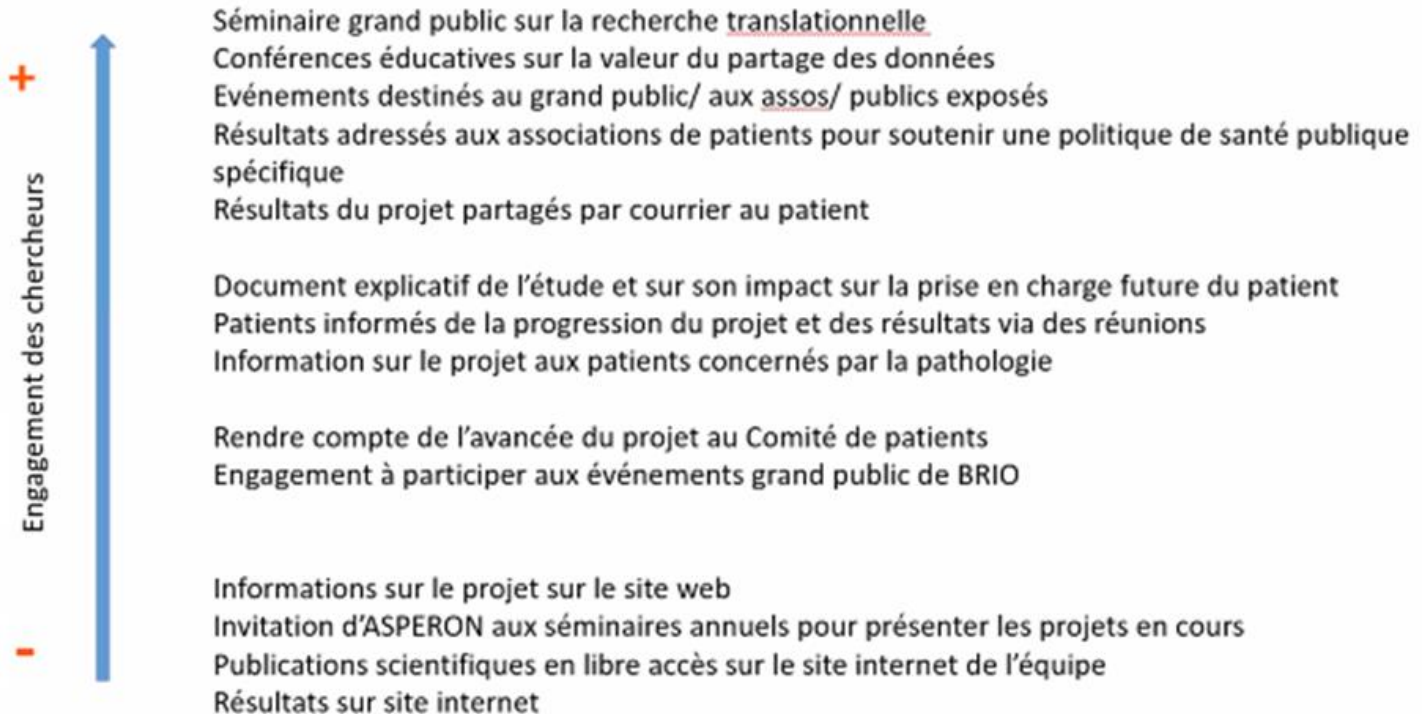 Séminaire grand public sur la recherche translationnelle
Conférences éducatives sur la valeur du partage des données
+
Evénements destinés au grand public/ aux assos/ publics exposés
Résultats adressés aux associations de patients pour soutenir une politique de santé publique
spécifique
Résultats du projet partagés par courrier au patient
Engagement des chercheurs
Document explicatif de l'étude et sur son impact sur la prise en charge future du patient
Patients informés de la progression du projet et des résultats via des réunions
Information sur le projet aux patients concernés par la pathologie
Rendre compte de l'avancée du projet au Comité de patients
Engagement à participer aux événements grand public de BRIO
Informations sur le projet sur le site web
Invitation d'ASPERON aux séminaires annuels pour présenter les projets en cours
-
Publications scientifiques en libre accès sur le site internet de l'équipe
Résultats sur site internet